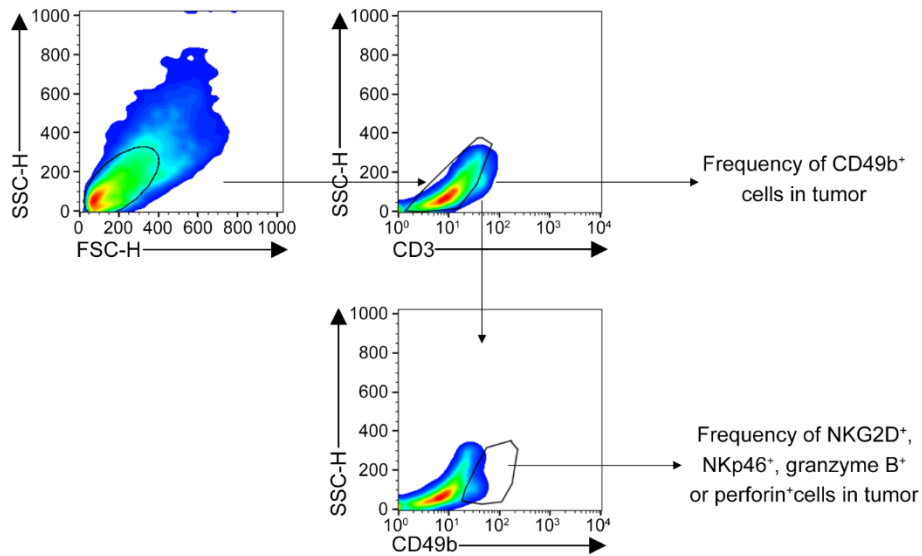 1000
800
600
400
200
0
SSC-H
0 200 400 600 800 1000
FSC-H
1000
800
600
400
200
0
SSC-H
10⁰ 10¹ 10² 10³ 10⁴
CD3
Frequency of CD49b⁺
cells in tumor
1000
800
600
400
200
0
SSC-H
10⁰ 10¹ 10² 10³ 10⁴
CD49b
Frequency of NKG2D⁺,
NKp46⁺, granzyme B⁺
or perforin⁺cells in tumor